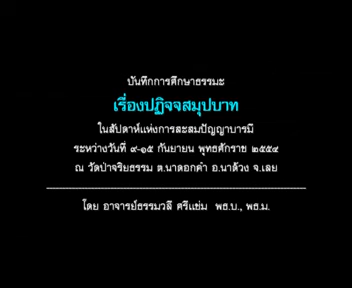 บันทึกการศึกษาธรรมะ
เรื่องปฏิจจสมุปบาท
ในสัปดาห์แห่งการสะสมปัญญาบารมี
ระหว่างวันที่ ๙-๑๕ กันยายน พุทธศักราช ๒๕๕๔
ณ วัดป่าจริยธรรม ต.นาดอกคำ อ.นาด้วง จ.เลย
โดย อาจารย์ธรรมวลี ศรีแช่ม พธ.บ., พธ.ม.